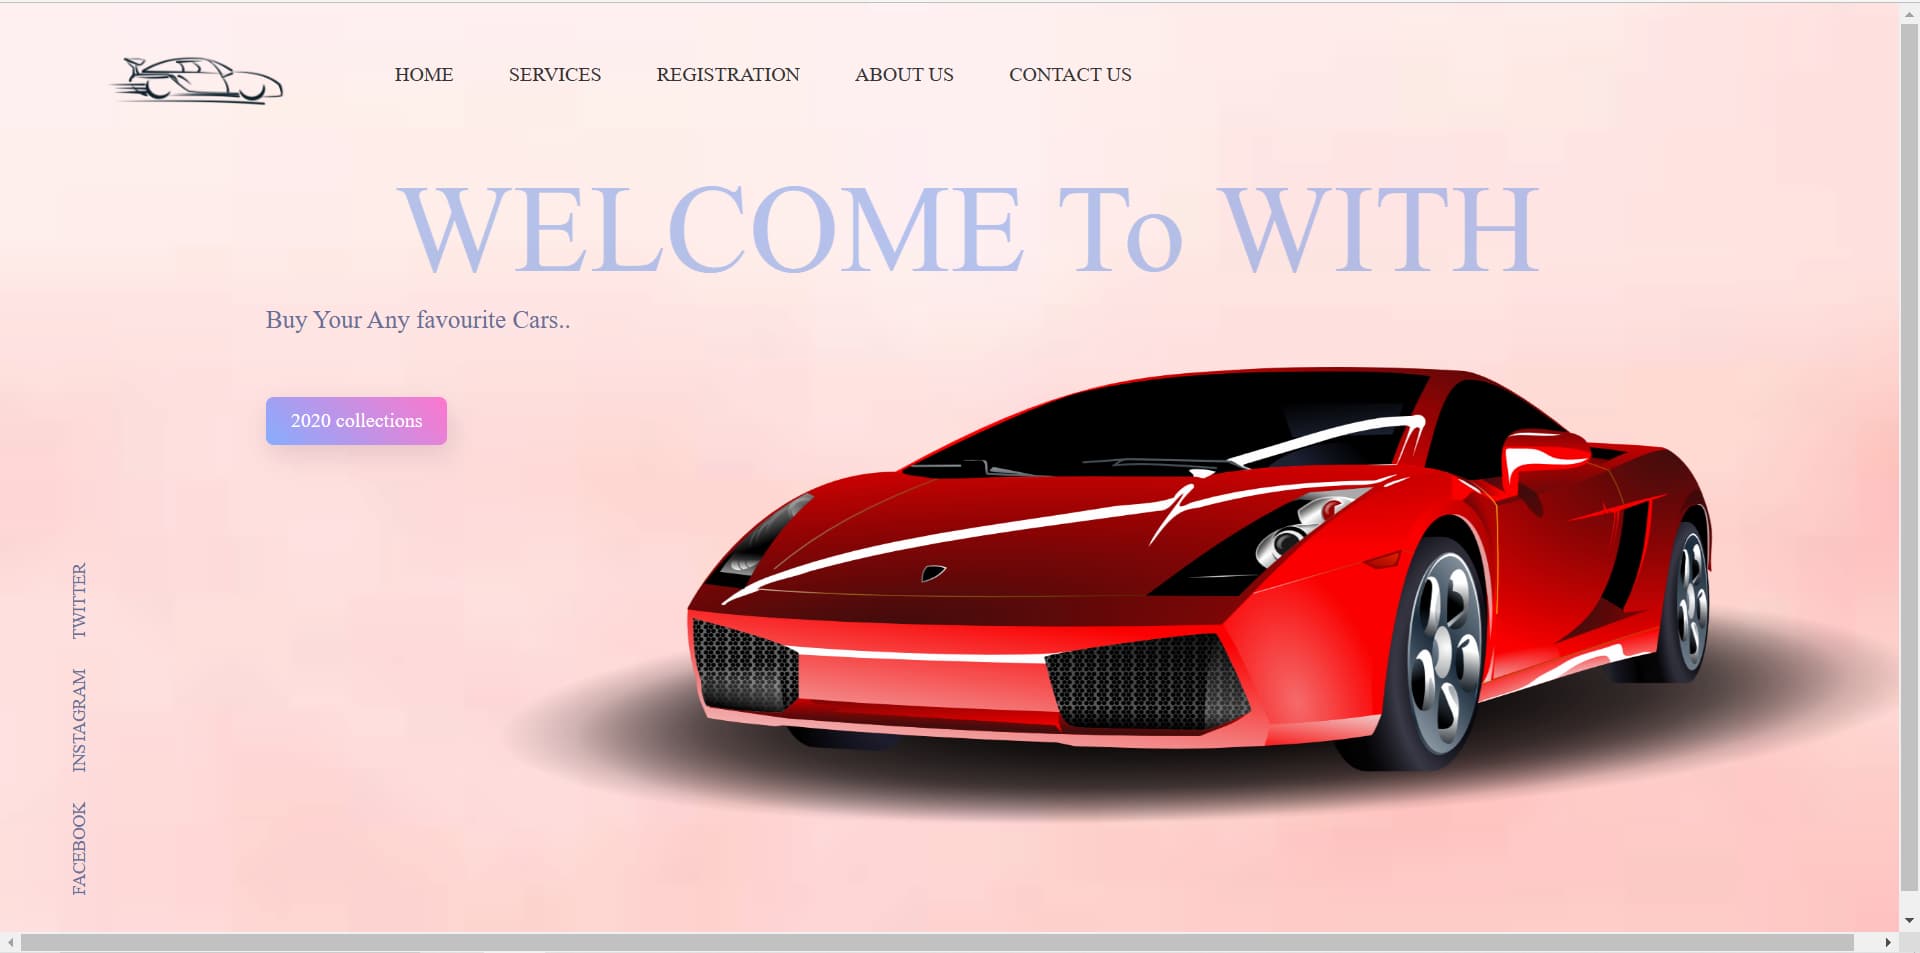 HOME SERVICES REGISTRATION ABOUT US CONTACT US
WELCOME To WITH
Buy Your Any favourite Cars..
2020 collections
TWITTER
INSTAGRAM
FACEBOOK